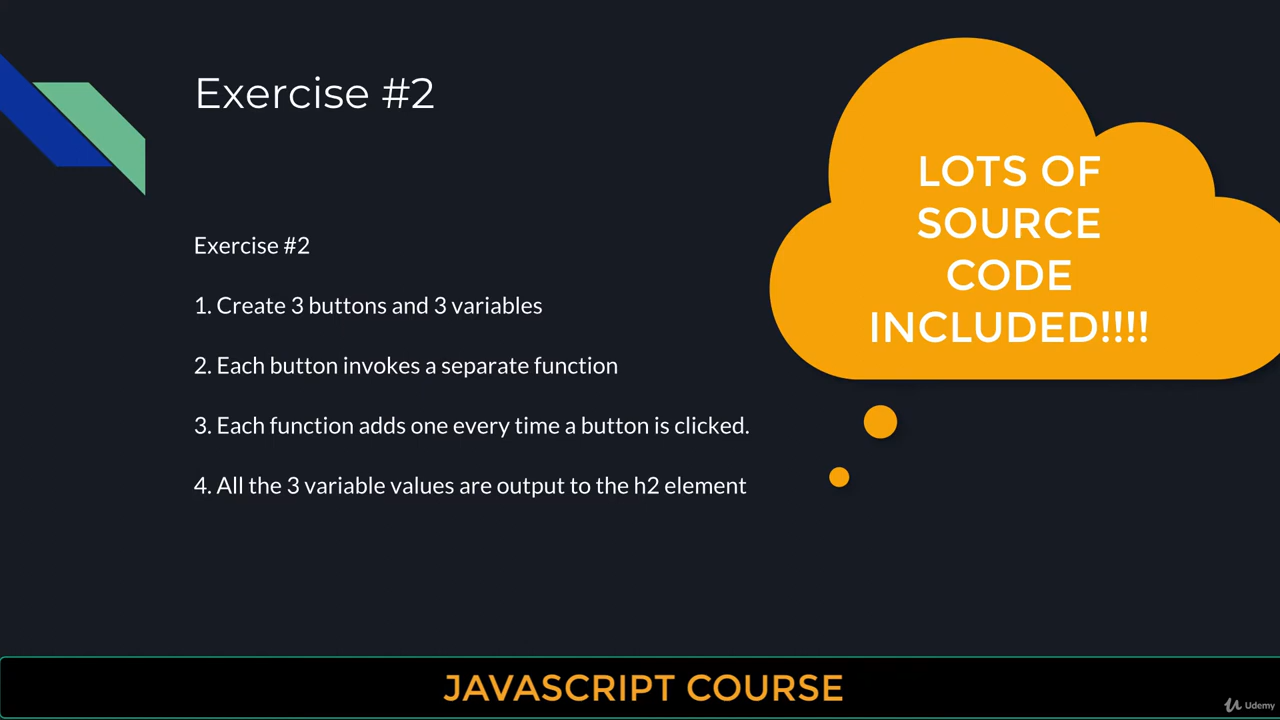 Exercise #2
LOTS OF
SOURCE
CODE
INCLUDED!!!!
Exercise #2
1. Create 3 buttons and 3 variables
2. Each button invokes a separate function
3. Each function adds one every time a button is clicked.
4. All the 3 variable values are output to the h2 element
JAVASCRIPT COURSE
Udemy